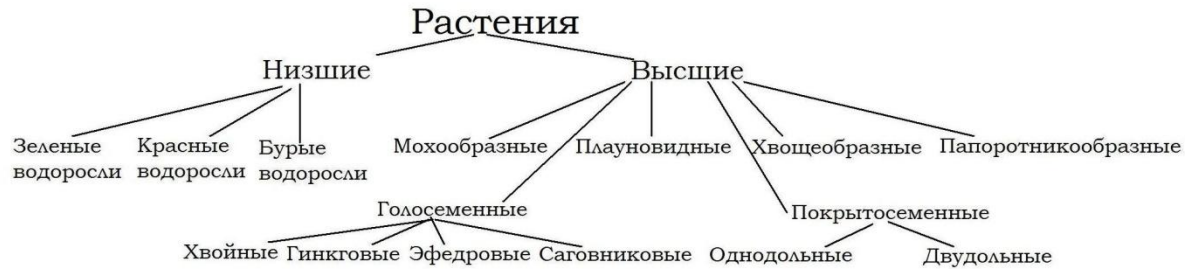 Растения
Низшие Высшие
Зеленые водоросли Красные водоросли Бурые водоросли Мохообразные Плауновидные Хвощеобразные Папоротникообразные
Голосеменные Покрытосеменные
Хвойные Гинкговые Эфедровые Саговниковые Однодольные Двудольные